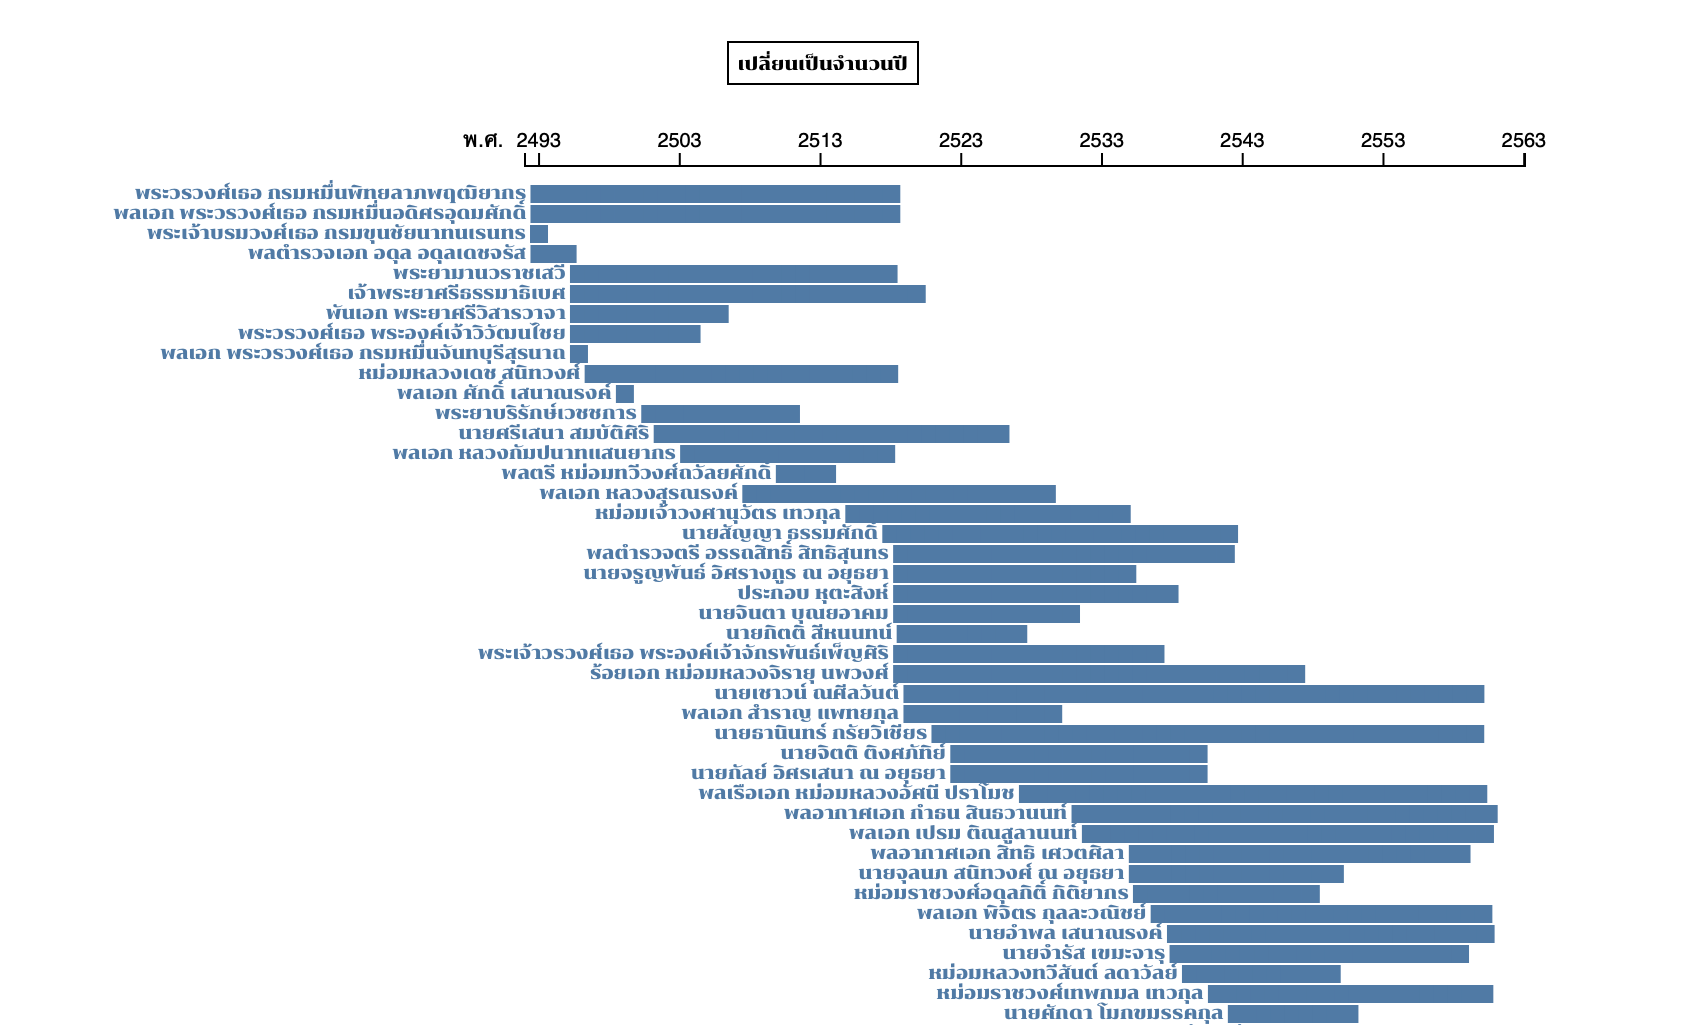 เปลี่ยนเป็นจำนวนปี
พ.ศ. 2493 2503 2513 2523 2533 2543 2553 2563
พระวรวงศ์เธอ กรมหมื่นพิทยลาภพฤฒิยากร
พลเอก พระวรวงศ์เธอ กรมหมื่นอดิศรอุดมศักดิ์
พระเจ้าบรมวงศ์เธอ กรมขุนชัยนาทนเรนทร
พลตำรวจเอก อดุล อดุลเดชจรัส
พระยามานวราชเสวี
เจ้าพระยาศรีธรรมาธิเบศ
พันเอก พระยาศรีวิสารวาจา
พระวรวงศ์เธอ พระองค์เจ้าวิวัฒนไชย
พลเอก พระวรวงศ์เธอ กรมหมื่นจันทบุรีสุรนาถ
หม่อมหลวงเดช สนิทวงศ์
พลเอก ศักดิ์ เสนาณรงค์
พระยาบริรักษ์เวชชการ
นายศรีเสนา สมบัติศิริ
พลเอก หลวงกัมปนาทแสนยากร
พลตรี หม่อมทวีวงศ์ถวัลยศักดิ์
พลเอก หลวงสุรณรงค์
หม่อมเจ้าวงศานุวัตร เทวกุล
นายสัญญา ธรรมศักดิ์
พลตำรวจตรี อรรถสิทธิ์ สิทธิสุนทร
นายจรูญพันธ์ อิศรางกูร ณ อยุธยา
ประกอบ หุตะสิงห์
นายจินตา บุณยอาคม
นายกิตติ สีหนนทน์
พระเจ้าวรวงศ์เธอ พระองค์เจ้าจักรพันธ์เพ็ญศิริ
ร้อยเอก หม่อมหลวงจิรายุ นพวงศ์
นายเชาวน์ ณศีลวันต์
พลเอก สำราญ แพทยกุล
นายธานินทร์ กรัยวิเชียร
นายจิตติ ติงศภัทิย์
นายกัลย์ อิศรเสนา ณ อยุธยา
พลเรือเอก หม่อมหลวงอัศนี ปราโมช
พลอากาศเอก กำธน สินธวานนท์
พลเอก เปรม ติณสูลานนท์
พลอากาศเอก สิทธิ เศวตศิลา
นายจุลนภ สนิทวงศ์ ณ อยุธยา
หม่อมราชวงศ์อดุลกิติ์ กิติยากร
พลเอก พิจิตร กุลละวณิชย์
นายอำพล เสนาณรงค์
นายจำรัส เขมะจารุ
หม่อมหลวงทวีสันต์ ลดาวัลย์
หม่อมราชวงศ์เทพกมล เทวกุล
นายศักดา โมกขมรรคกุล